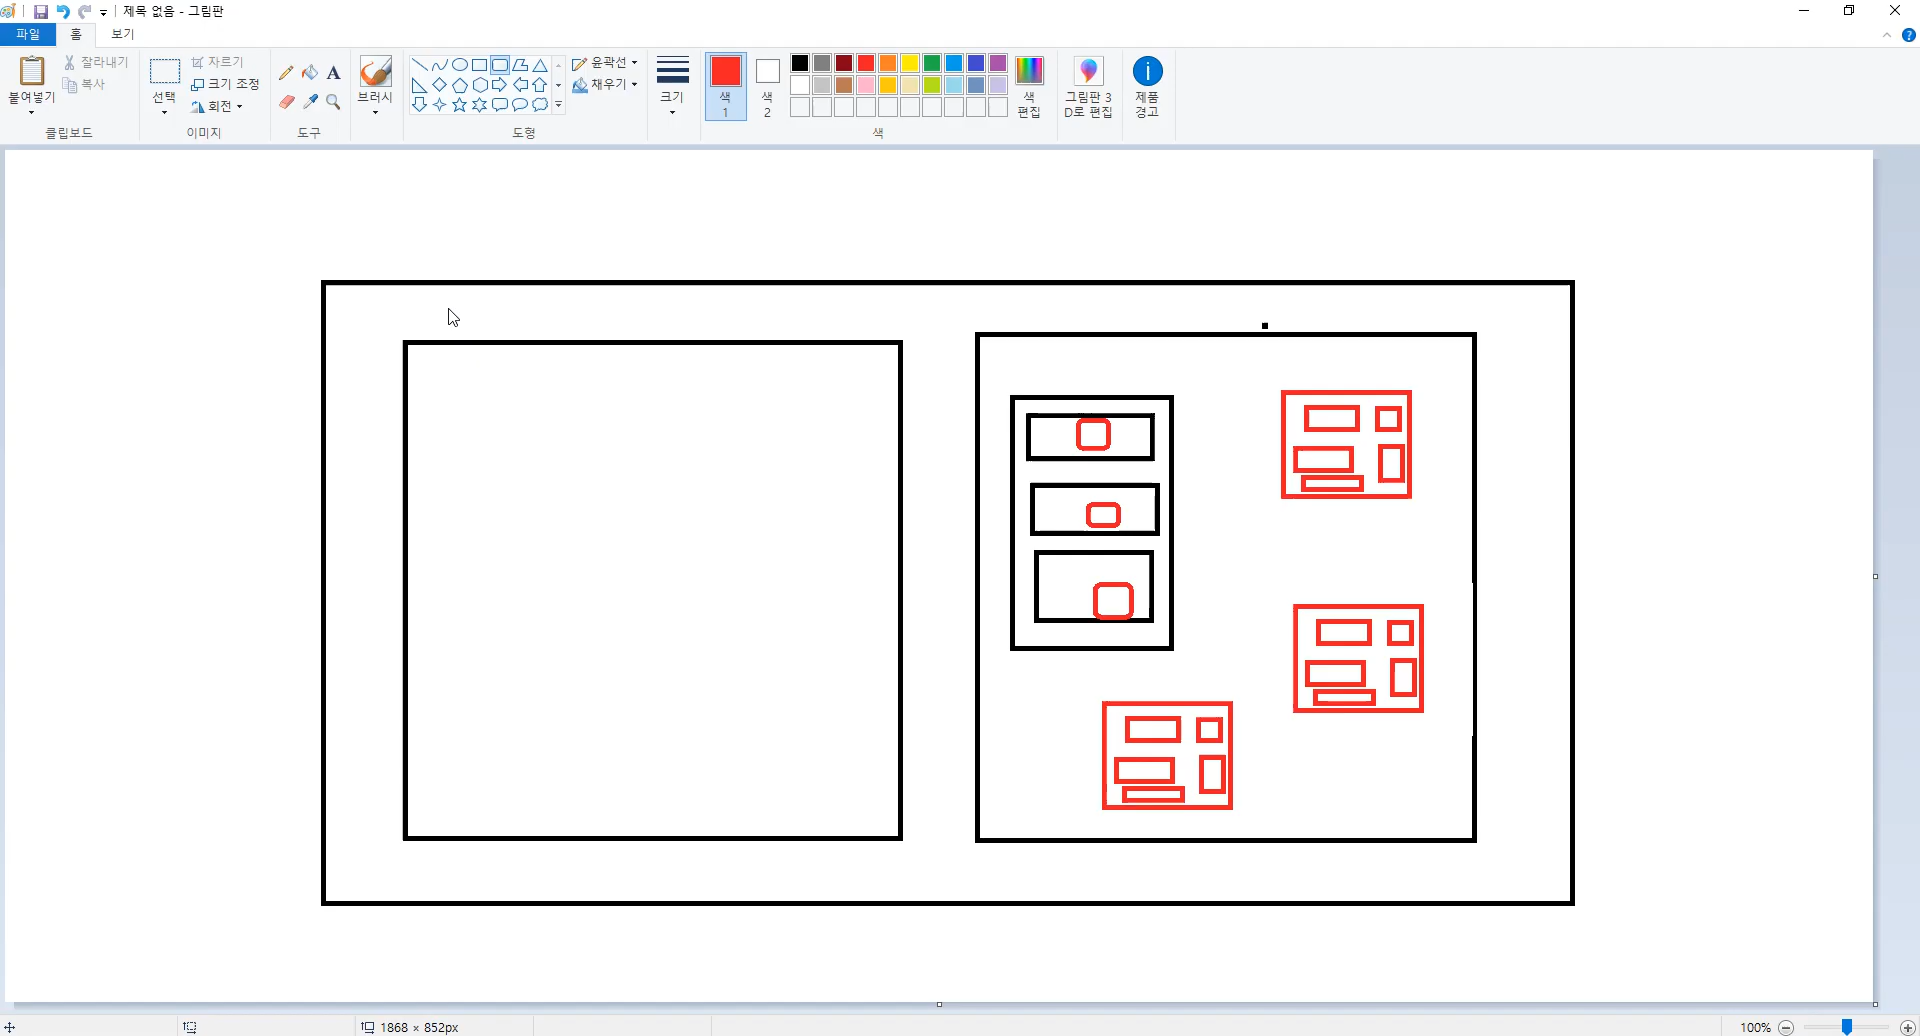 제목 없음 - 그림판
파일 홈 보기
붙여넣기
잘라내기
복사
클립보드
선택
자르기
크기 조정
회전
이미지
A
도구
브러시
윤곽선
채우기
도형
크기
색
1
색
2
색
편집
색
그림판 3
D로 편집
제품
경고
1868 × 852px
100%